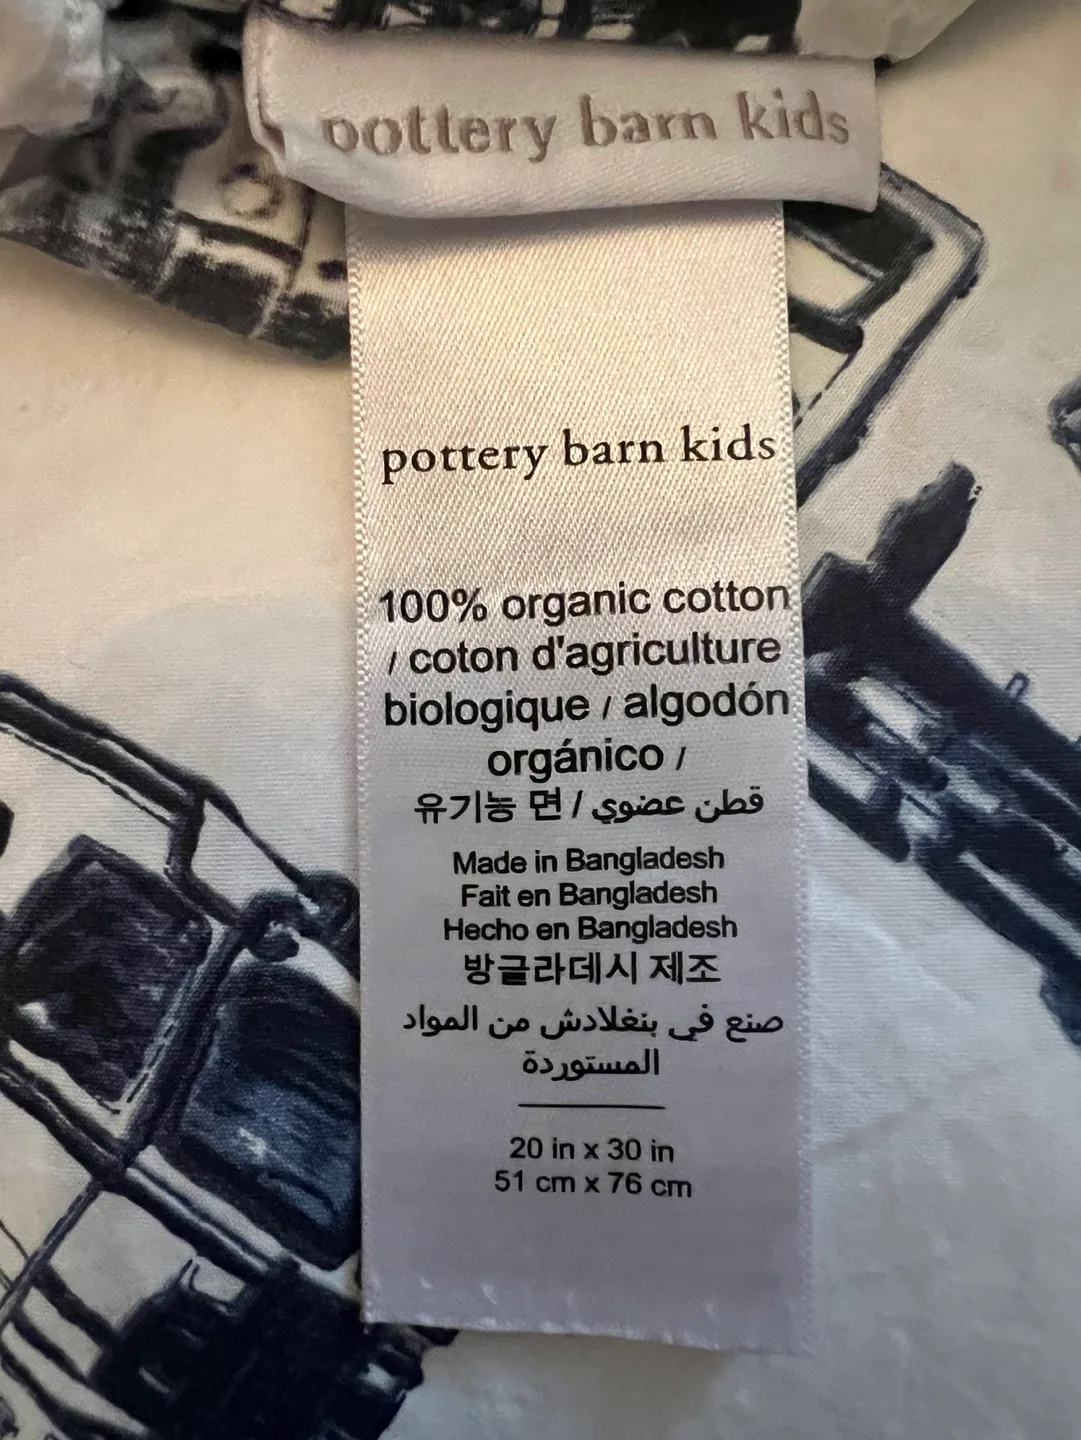 pottery barn kids
pottery barn kids
100% organic cotton
/ coton d'agriculture
biologique / algodón
orgánico /
유기농 면 / قطن عضوي
Made in Bangladesh
Fait en Bangladesh
Hecho en Bangladesh
방글라데시 제조
صنع في بنغلادش من المواد
المستوردة
20 in x 30 in
51 cm x 76 cm